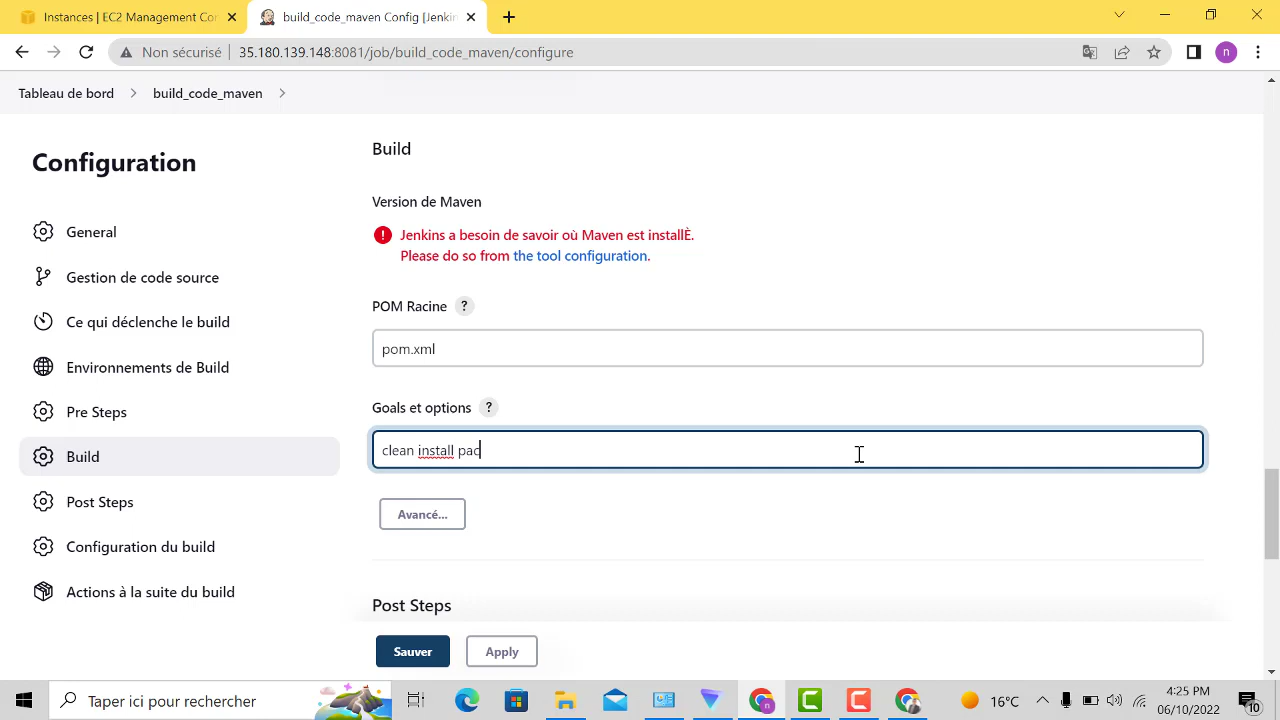 Instances | EC2 Management Con
build_code_maven Config [Jenkin
Non sécurisé
35.180.139.148:8081/job/build_code_maven/configure
n
Tableau de bord
build_code_maven
Configuration
General
Gestion de code source
Ce qui déclenche le build
Environnements de Build
Pre Steps
Build
Post Steps
Configuration du build
Actions à la suite du build
Build
Version de Maven
Jenkins a besoin de savoir où Maven est installÈ.
Please do so from the tool configuration.
POM Racine ?
pom.xml
Goals et options ?
clean install pac
Avancé...
Post Steps
Sauver
Apply
Taper ici pour rechercher
n
16°C
4:25 PM
06/10/2022
10